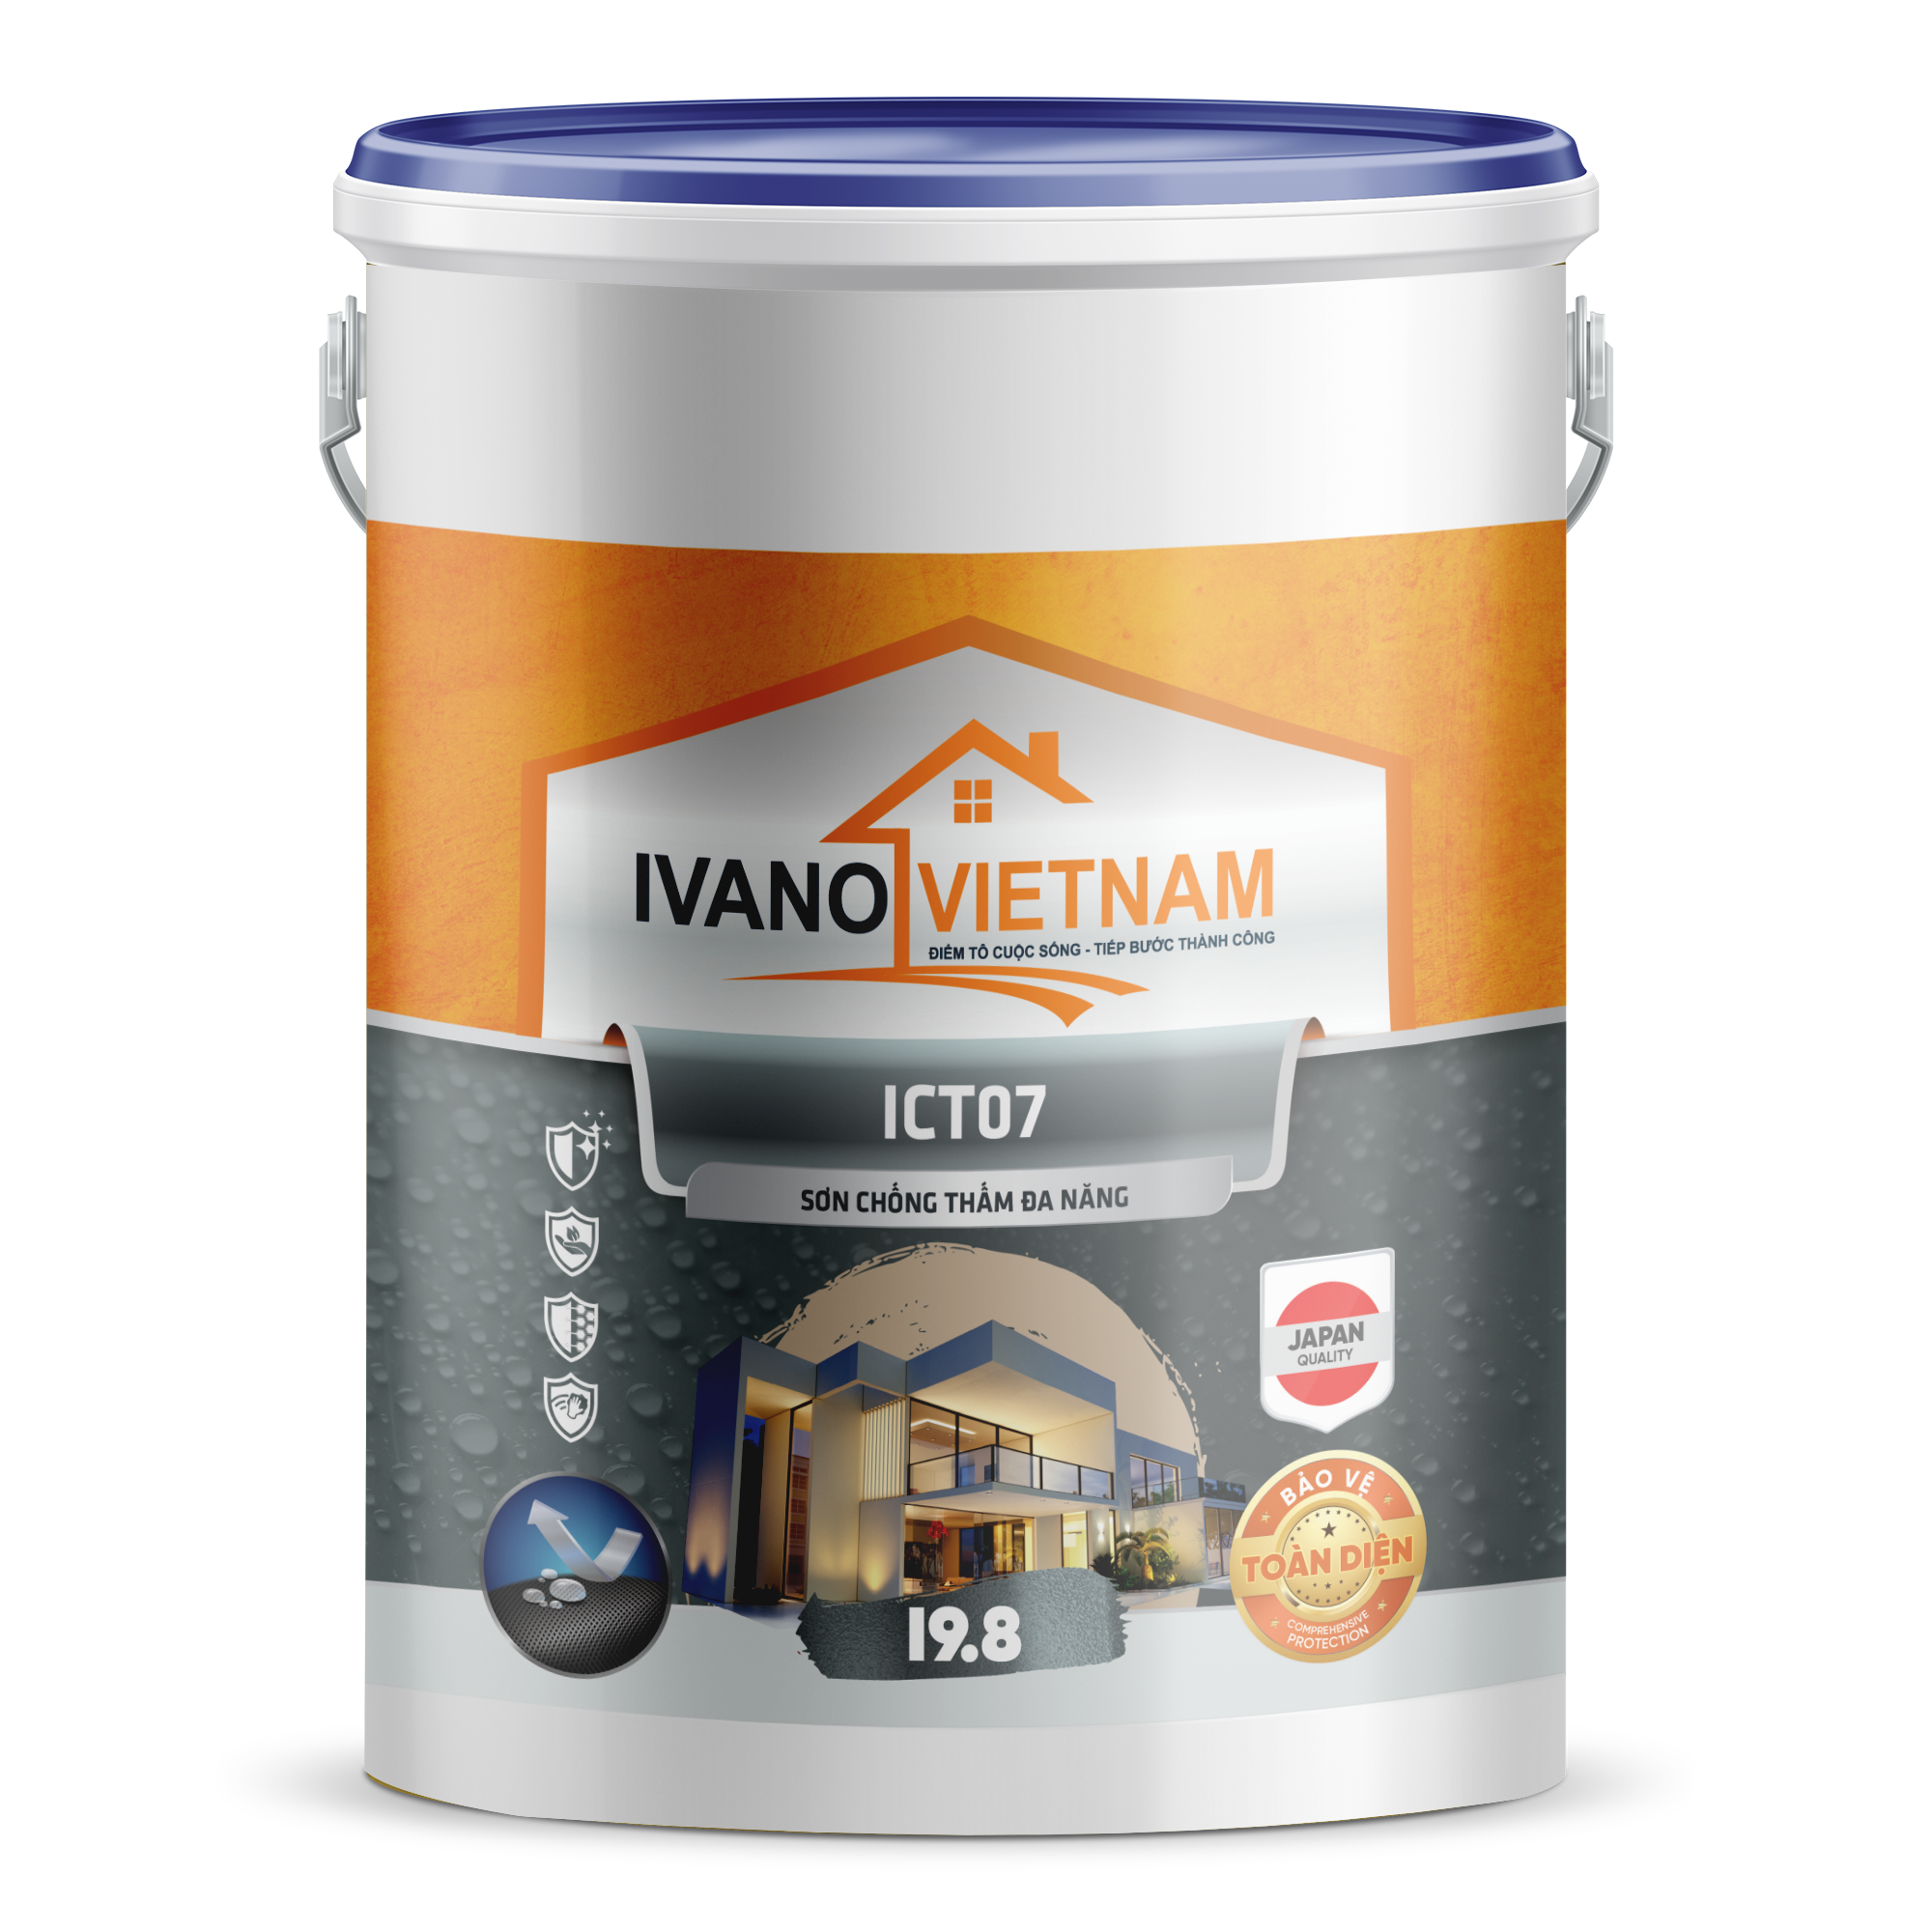 IVANO VIETNAM
ĐIỂM TÔ CUỘC SỐNG - TIẾP BƯỚC THÀNH CÔNG
ICT07
SƠN CHỐNG THẤM ĐA NĂNG
JAPAN
QUALITY
BẢO VỆ
TOÀN DIỆN
COMPREHENSIVE
PROTECTION
I9.8